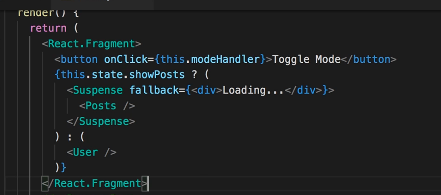 render() {
return (
<React.Fragment>
<button onClick={this.modeHandler}>Toggle Mode</button>
{this.state.showPosts ? (
<Suspense fallback={<div>Loading...</div>}>
<Posts />
</Suspense>
) : (
<User />
)}
</React.Fragment>